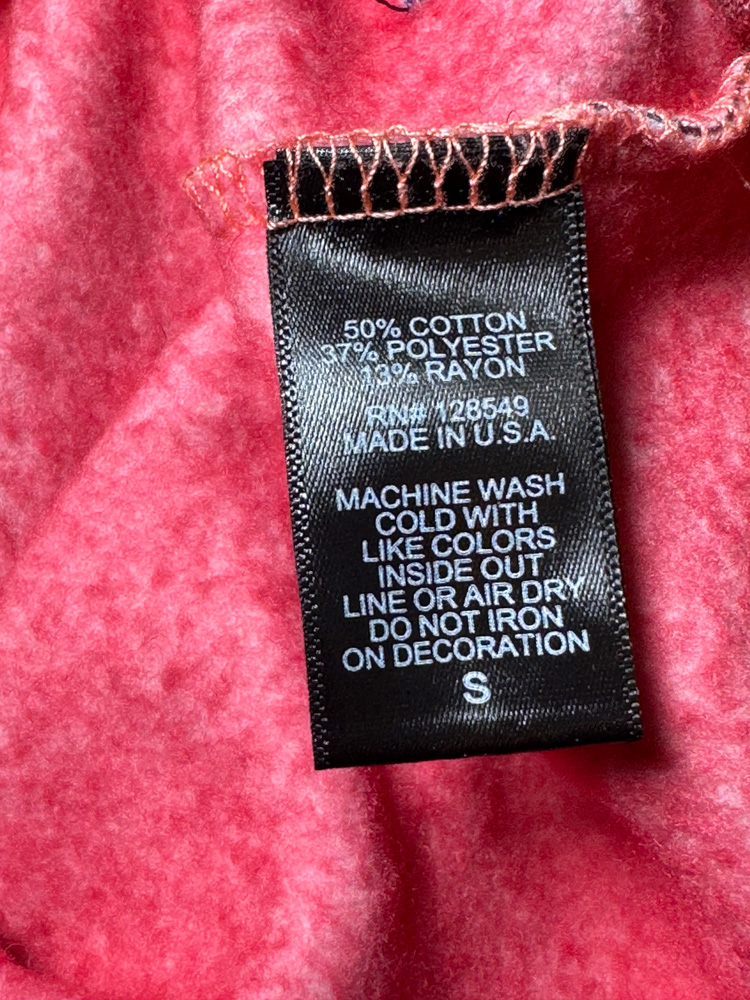 50% COTTON
37% POLYESTER
13% RAYON
RN# 128549
MADE IN U.S.A.
MACHINE WASH
COLD WITH
LIKE COLORS
INSIDE OUT
LINE OR AIR DRY
DO NOT IRON
ON DECORATION
S